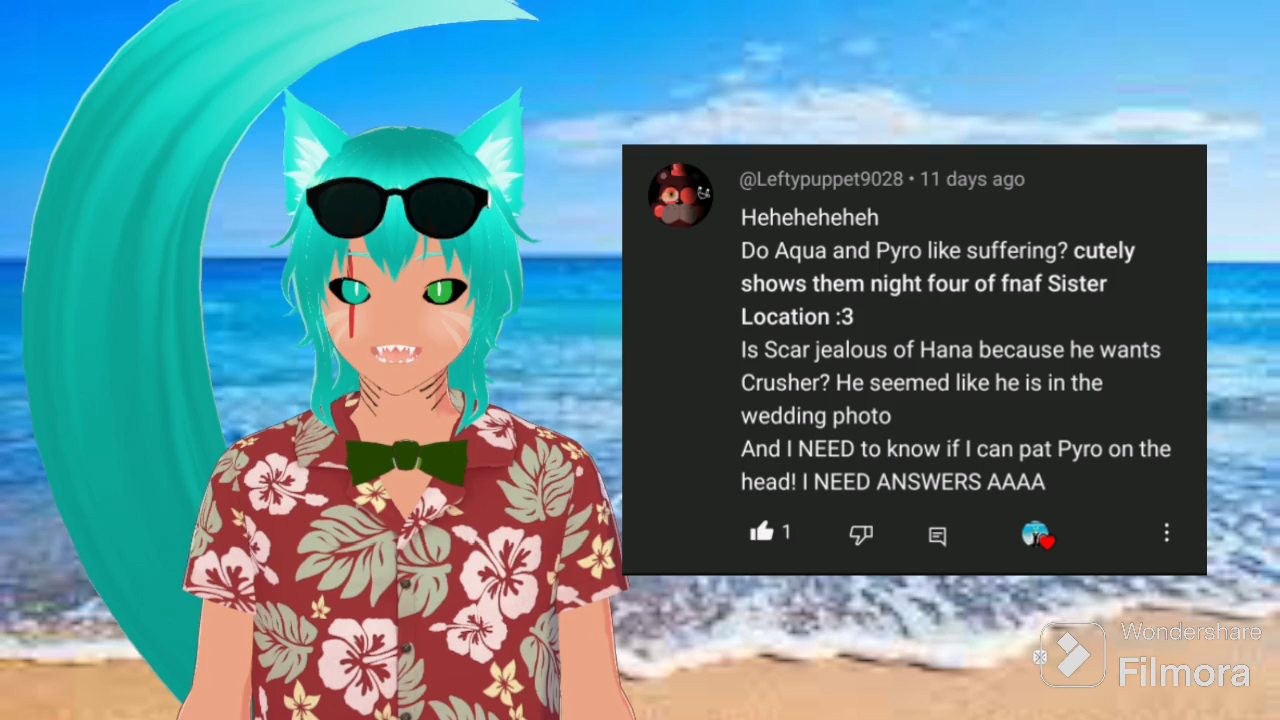 @Leftypuppet9028 • 11 days ago
Heheheheheh
Do Aqua and Pyro like suffering? cutely
shows them night four of fnaf Sister
Location :3
Is Scar jealous of Hana because he wants
Crusher? He seemed like he is in the
wedding photo
And I NEED to know if I can pat Pyro on the
head! I NEED ANSWERS AAAA
1
Wondershare
Filmora